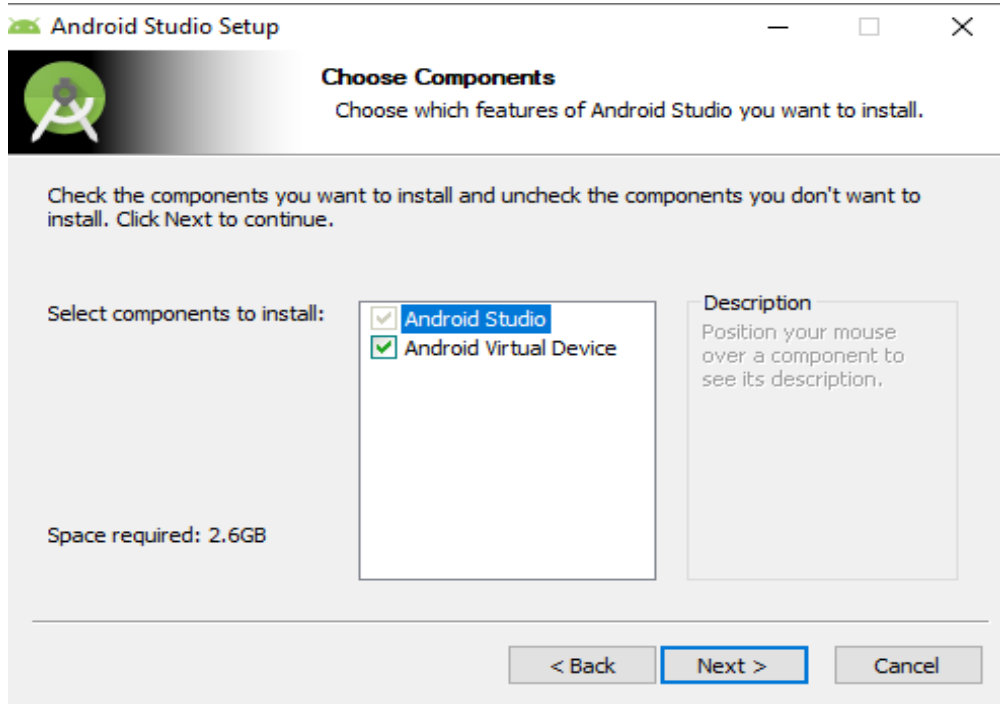 Android Studio Setup
Choose Components
Choose which features of Android Studio you want to install.
Check the components you want to install and uncheck the components you don't want to
install. Click Next to continue.
Select components to install:
Android Studio
Android Virtual Device
Description
Position your mouse
over a component to
see its description.
Space required: 2.6GB
< Back
Next >
Cancel